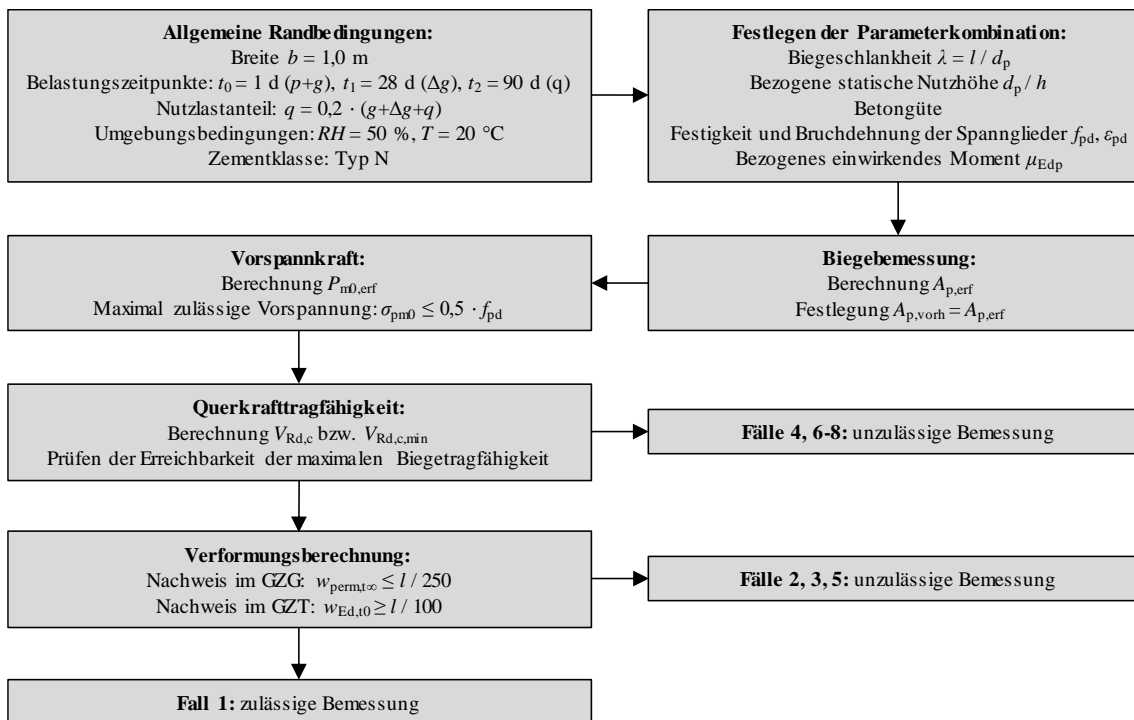 Allgemeine Randbedingungen:
Breite b = 1,0 m
Belastungszeitpunkte: t0 = 1 d (p+g), t1 = 28 d (Δg), t2 = 90 d (q)
Nutzlastanteil: q = 0,2 · (g+Δg+q)
Umgebungsbedingungen: RH = 50 %, T = 20 °C
Zementklasse: Typ N
Festlegen der Parameterkombination:
Biegeschlankheit λ = l / dp
Bezogene statische Nutzhöhe dp / h
Betongüte
Festigkeit und Bruchdehnung der Spannglieder fpd, εpd
Bezogenes einwirkendes Moment μEdp
Vorspannkraft:
Berechnung Pm0,erf
Maximal zulässige Vorspannung: σpm0 ≤ 0,5 · fpd
Biegebemessung:
Berechnung Ap,erf
Festlegung Ap,vorh = Ap,erf
Querkrafttragfähigkeit:
Berechnung VRd,c bzw. VRd,c,min
Prüfen der Erreichbarkeit der maximalen Biegetragfähigkeit
Fälle 4, 6-8: unzulässige Bemessung
Verformungsberechnung:
Nachweis im GZG: wperm,t∞ ≤ l / 250
Nachweis im GZT: wEd,t0 ≥ l / 100
Fälle 2, 3, 5: unzulässige Bemessung
Fall 1: zulässige Bemessung